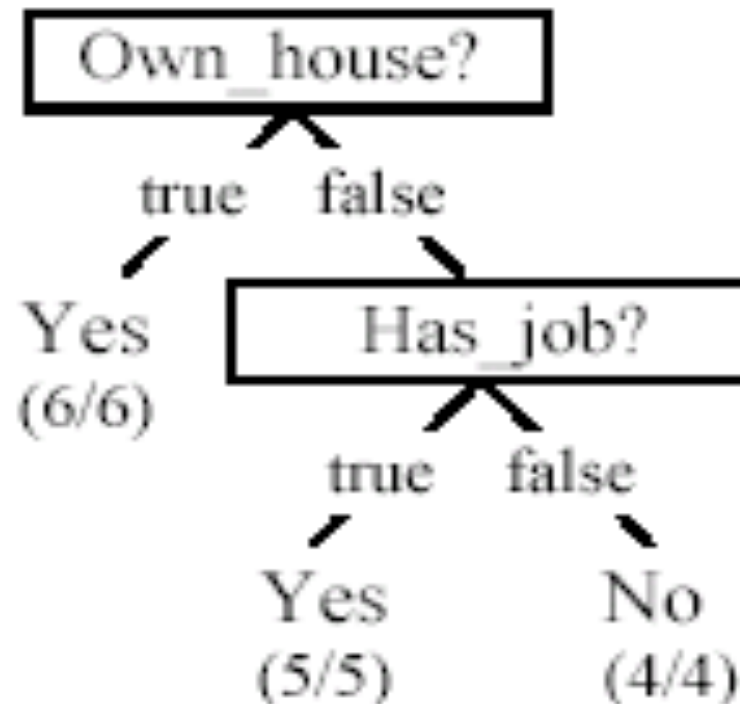 Own_house?
true false
Yes
(6/6)
Has_job?
true false
Yes No
(5/5) (4/4)